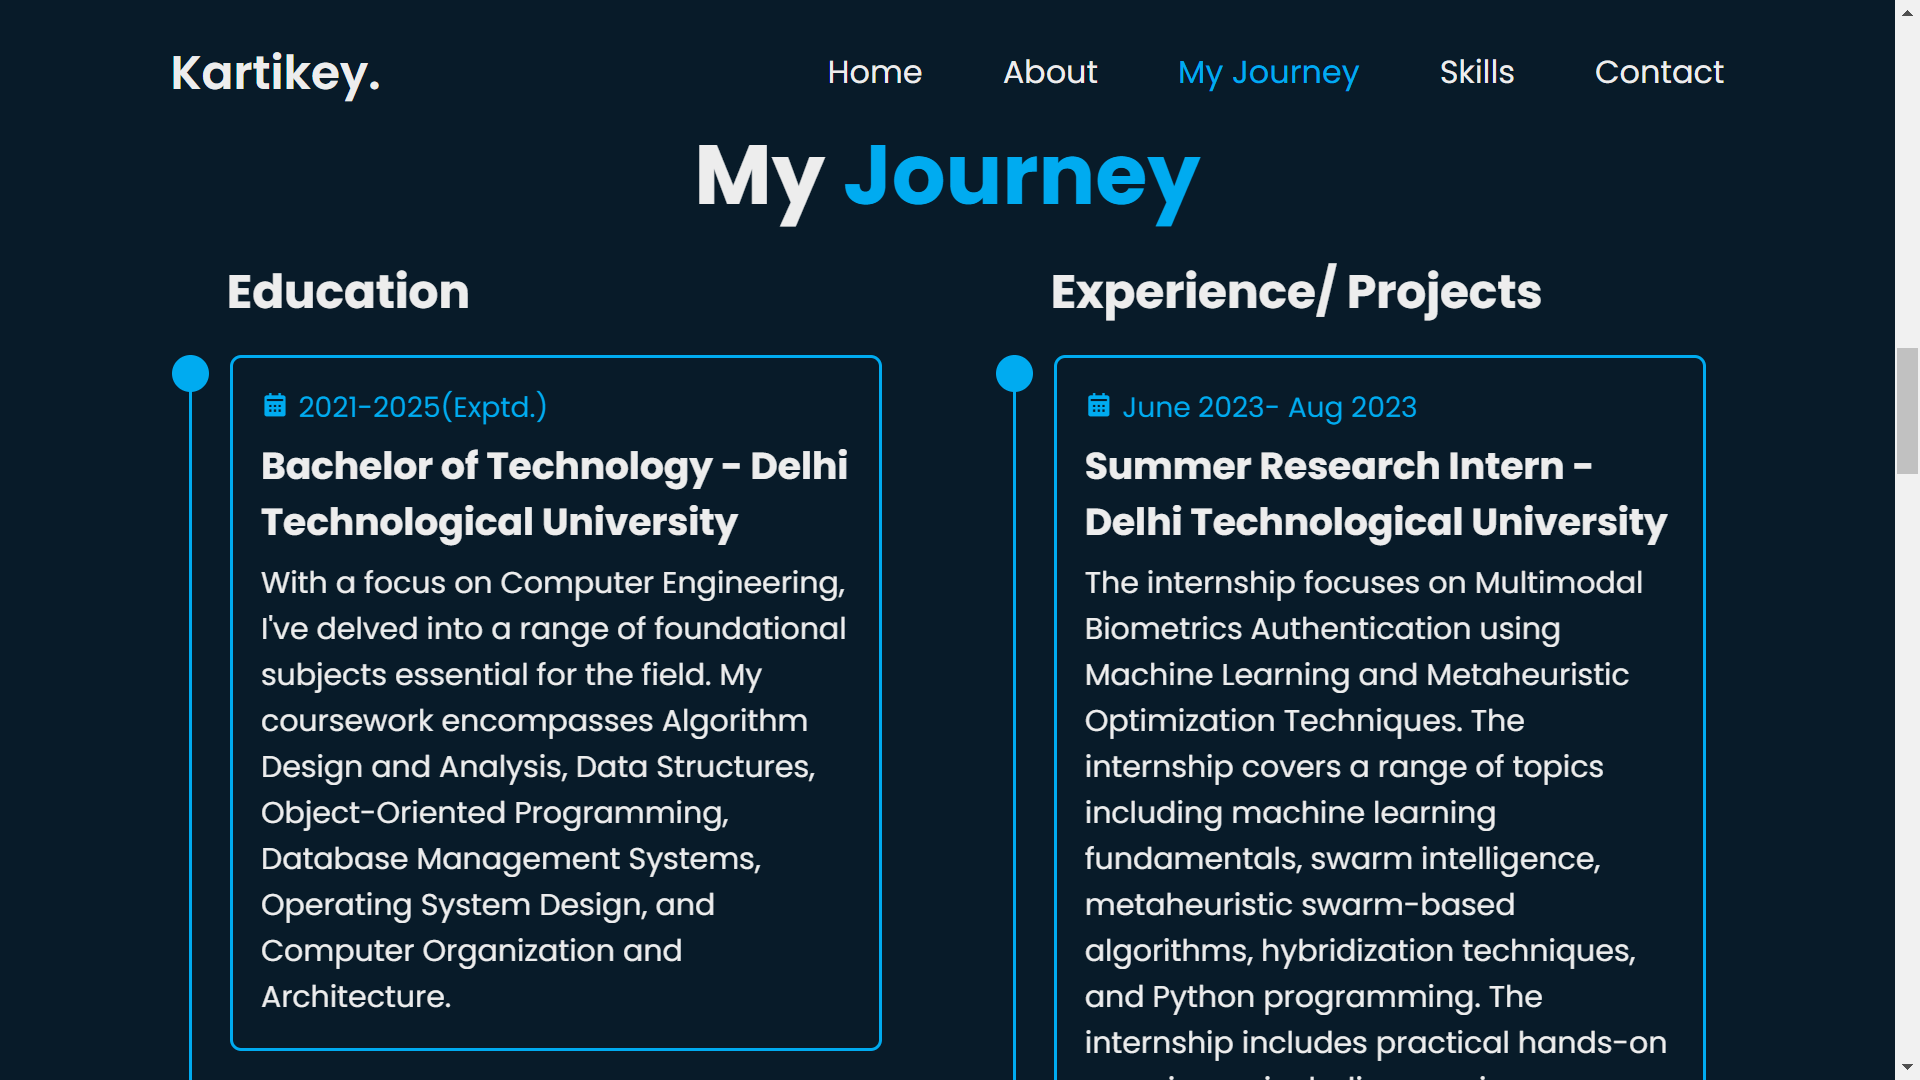 Kartikey.
Home About My Journey Skills Contact
My Journey
Education
2021-2025(Exptd.)
Bachelor of Technology - Delhi
Technological University
With a focus on Computer Engineering,
I've delved into a range of foundational
subjects essential for the field. My
coursework encompasses Algorithm
Design and Analysis, Data Structures,
Object-Oriented Programming,
Database Management Systems,
Operating System Design, and
Computer Organization and
Architecture.
Experience/ Projects
June 2023- Aug 2023
Summer Research Intern -
Delhi Technological University
The internship focuses on Multimodal
Biometrics Authentication using
Machine Learning and Metaheuristic
Optimization Techniques. The
internship covers a range of topics
including machine learning
fundamentals, swarm intelligence,
metaheuristic swarm-based
algorithms, hybridization techniques,
and Python programming. The
internship includes practical hands-on